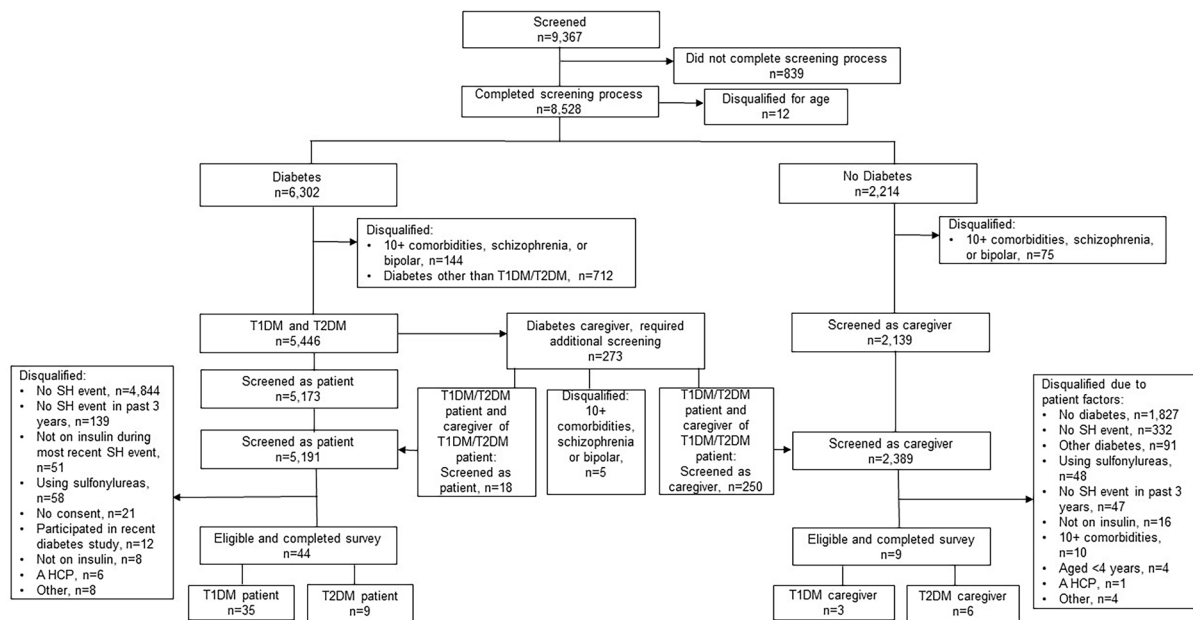 Screened
n=9,367
Did not complete screening process
n=839
Completed screening process
n=8,528
Disqualified for age
n=12
Diabetes
n=6,302
No Diabetes
n=2,214
Disqualified:
• 10+ comorbidities, schizophrenia, or
bipolar, n=144
• Diabetes other than T1DM/T2DM, n=712
Disqualified:
• 10+ comorbidities, schizophrenia,
or bipolar, n=75
T1DM and T2DM
n=5,446
Diabetes caregiver, required
additional screening
n=273
Screened as caregiver
n=2,139
Screened as patient
n=5,173
T1DM/T2DM
patient and
caregiver of
T1DM/T2DM
patient:
Screened as
patient, n=18
Disqualified:
10+
comorbidities,
schizophrenia
or bipolar,
n=5
T1DM/T2DM
patient and
caregiver of
T1DM/T2DM
patient:
Screened as
caregiver, n=250
Screened as patient
n=5,191
Screened as caregiver
n=2,389
Disqualified:
• No SH event, n=4,844
• No SH event in past 3
years, n=139
• Not on insulin during
most recent SH event,
n=51
• Using sulfonylureas,
n=58
• No consent, n=21
• Participated in recent
diabetes study, n=12
• Not on insulin, n=8
• A HCP, n=6
• Other, n=8
Disqualified due to
patient factors:
• No diabetes, n=1,827
• No SH event, n=332
• Other diabetes, n=91
• Using sulfonylureas,
n=48
• No SH event in past 3
years, n=47
• Not on insulin, n=16
• 10+ comorbidities,
n=10
• Aged <4 years, n=4
• A HCP, n=1
• Other, n=4
Eligible and completed survey
n=44
Eligible and completed survey
n=9
T1DM patient
n=35
T2DM patient
n=9
T1DM caregiver
n=3
T2DM caregiver
n=6